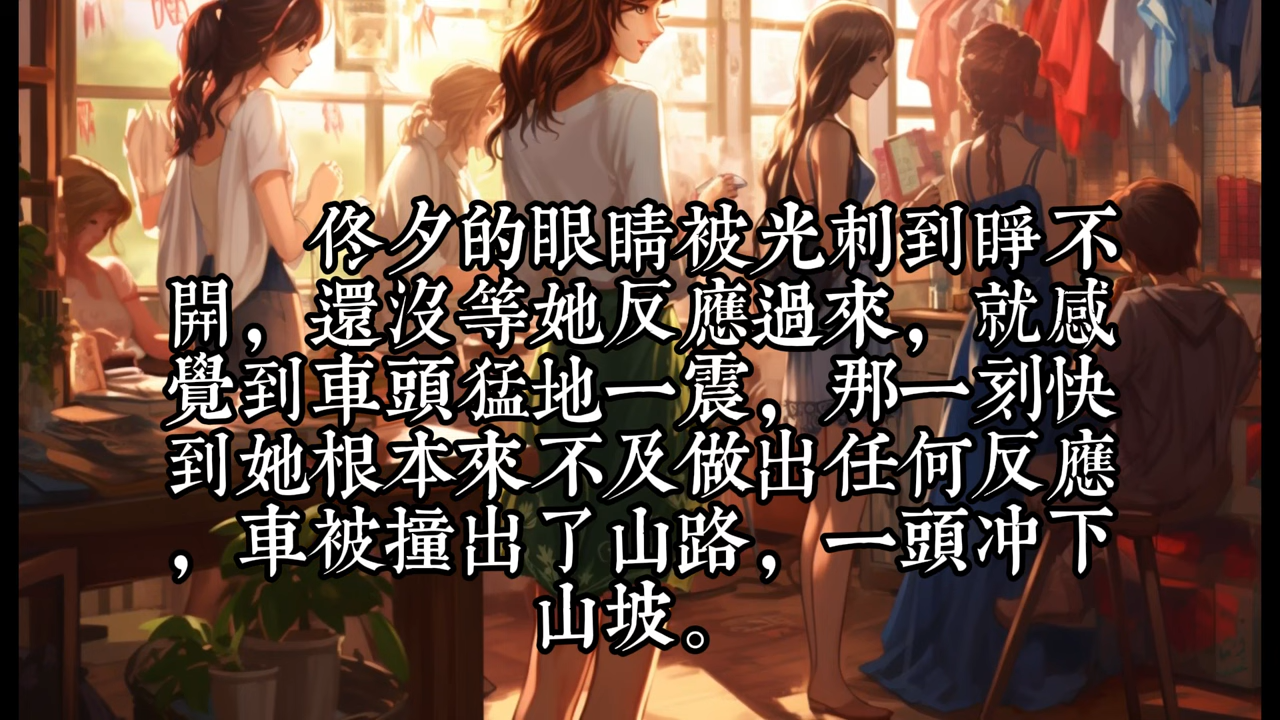 佟夕的眼睛被光刺到睜不
開，還沒等她反應過來，就感
覺到車頭猛地一震，那一刻快
到她根本來不及做出任何反應
，車被撞出了山路，一頭冲下
山坡。